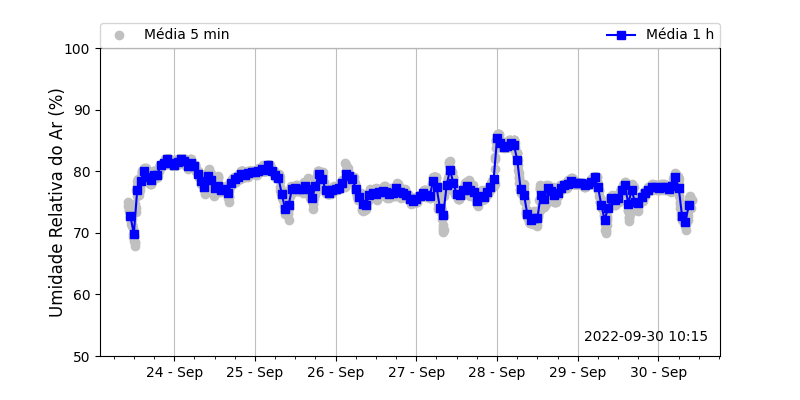 Média 5 min
Média 1 h
Umidade Relativa do Ar (%)
100
90
80
70
60
50
2022-09-30 10:15
24 - Sep
25 - Sep
26 - Sep
27 - Sep
28 - Sep
29 - Sep
30 - Sep